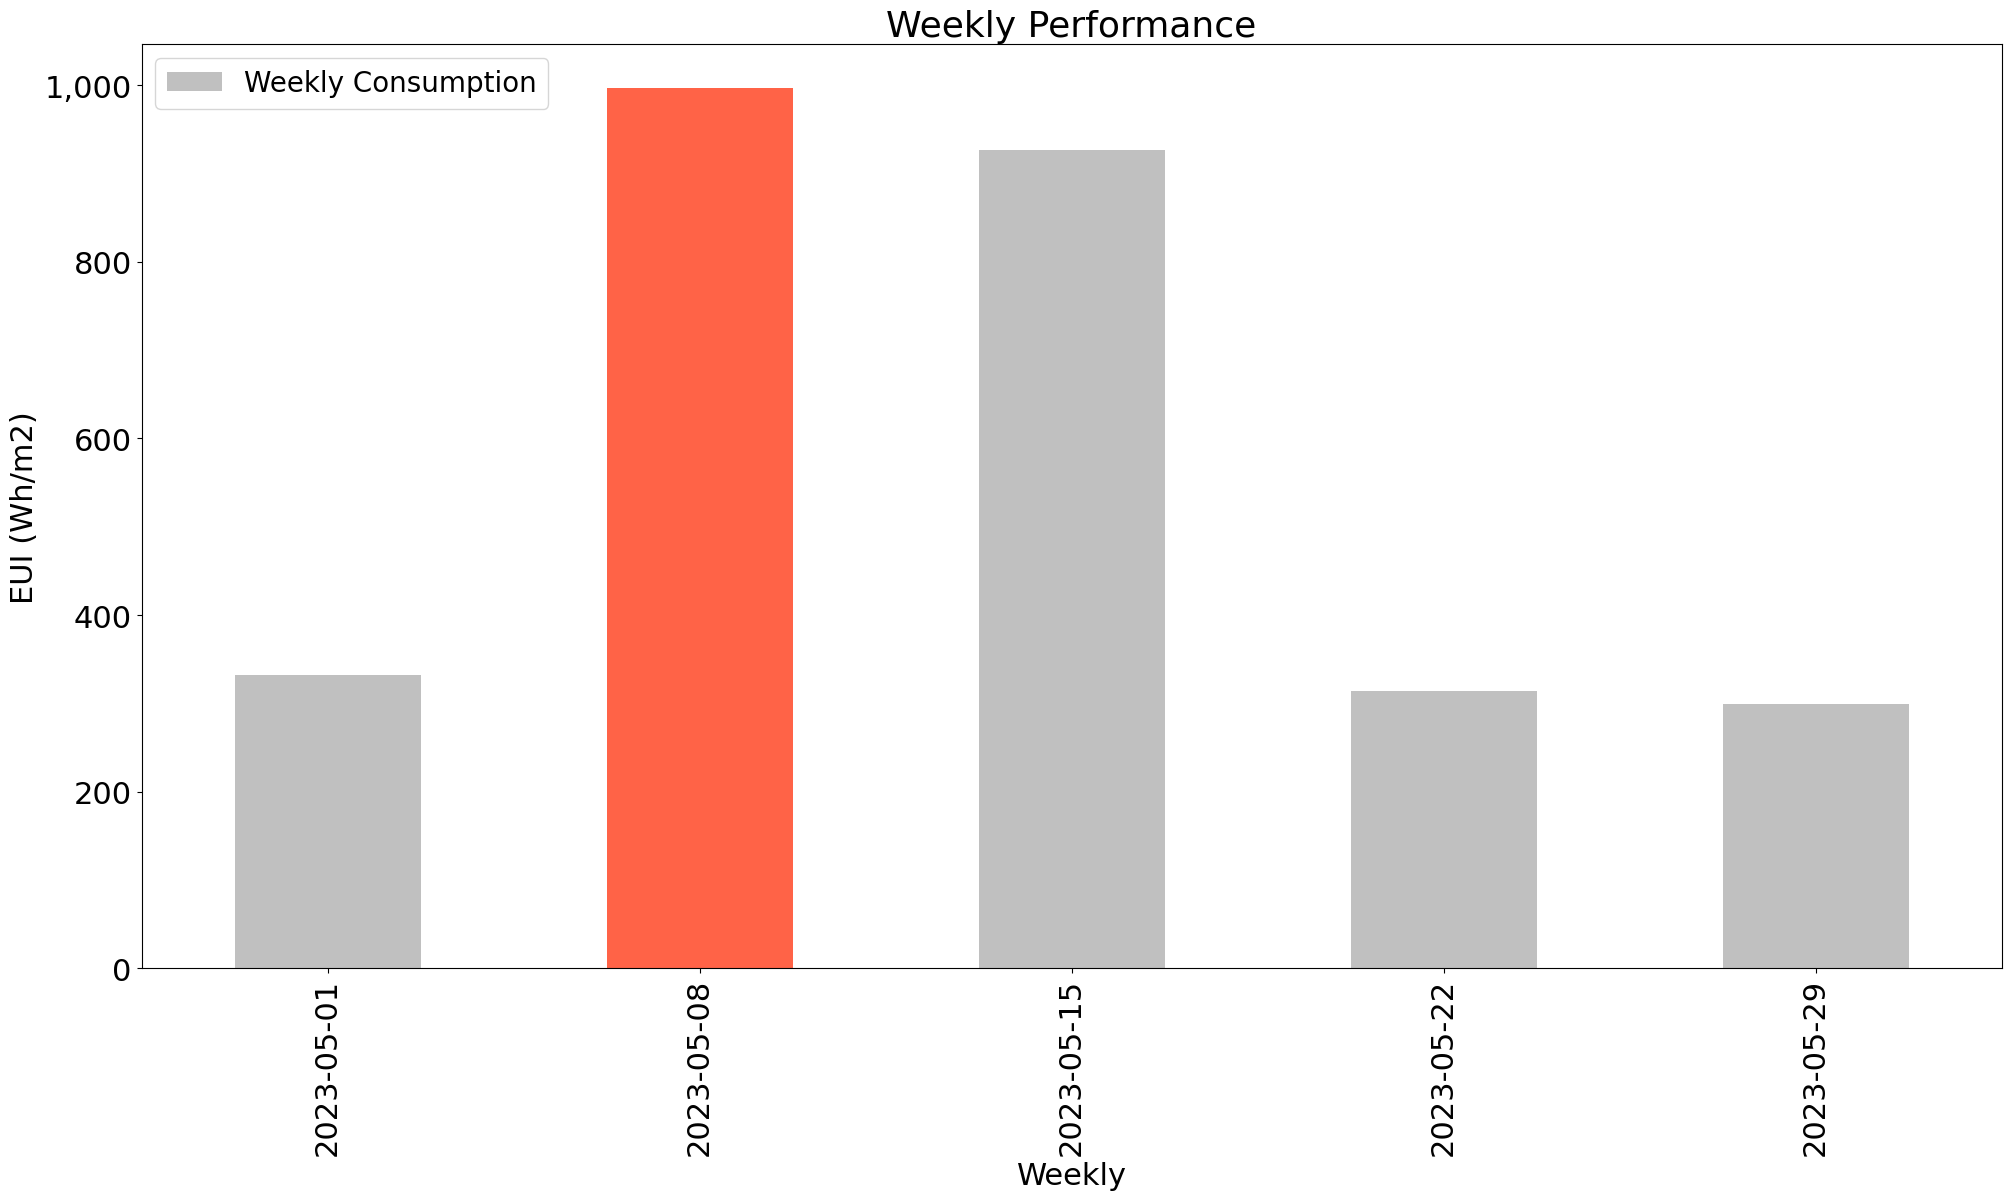 Weekly Performance
Weekly Consumption
1,000
800
600
400
200
0
EUI (Wh/m2)
2023-05-01
2023-05-08
2023-05-15
2023-05-22
2023-05-29
Weekly